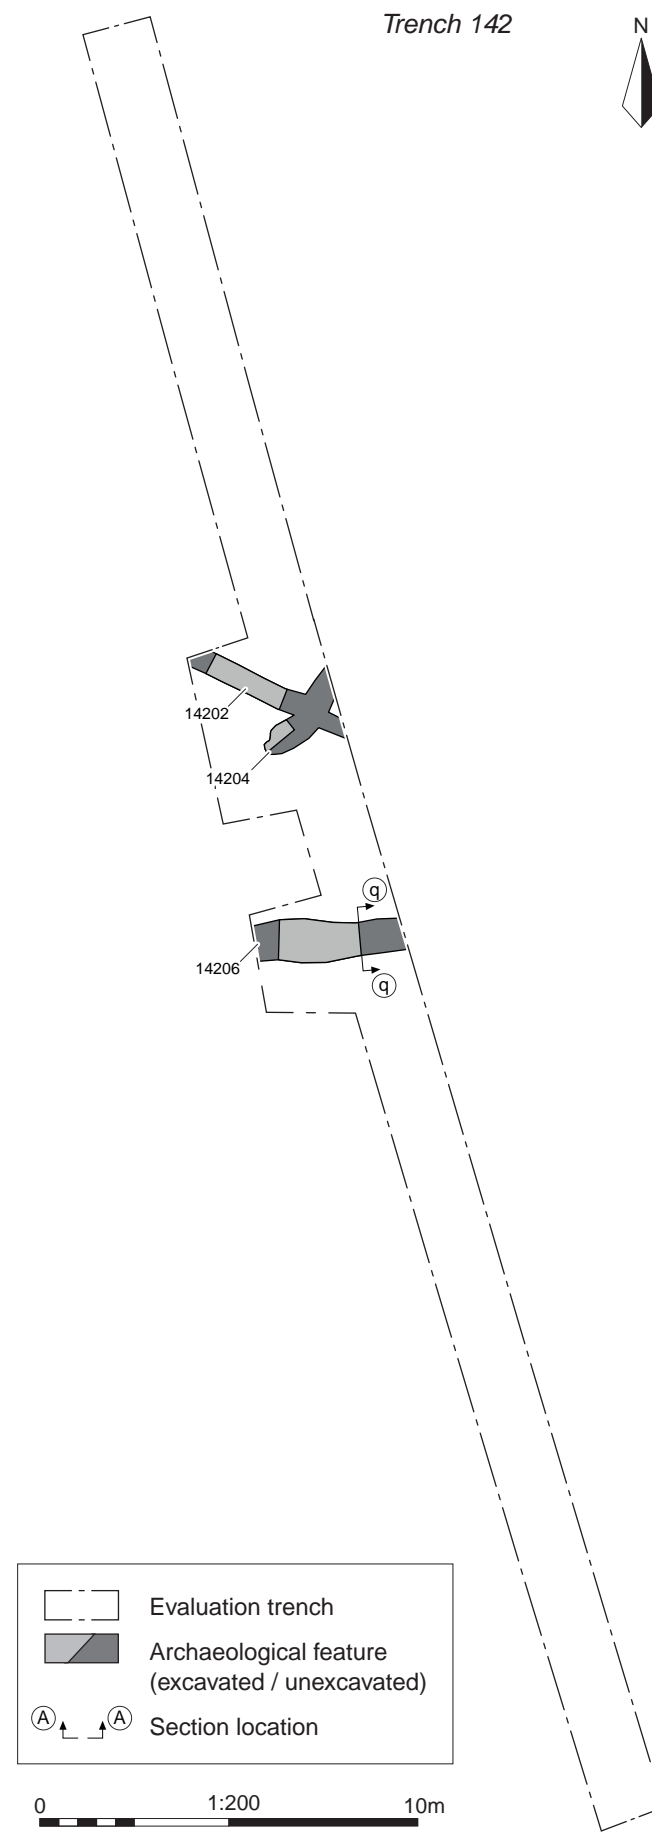 Trench 142
N
14202
14204
q
14206
q
Evaluation trench
Archaeological feature
(excavated / unexcavated)
A A Section location
0 1:200 10m